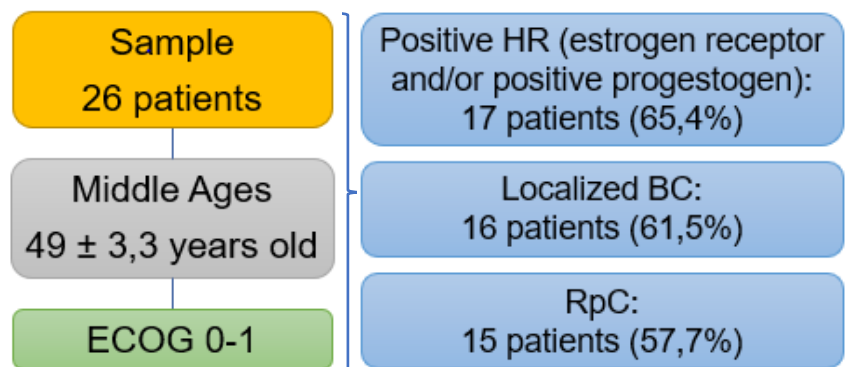 Sample
26 patients
Middle Ages
49 ± 3,3 years old
ECOG 0-1
Positive HR (estrogen receptor
and/or positive progestogen):
17 patients (65,4%)
Localized BC:
16 patients (61,5%)
RpC:
15 patients (57,7%)